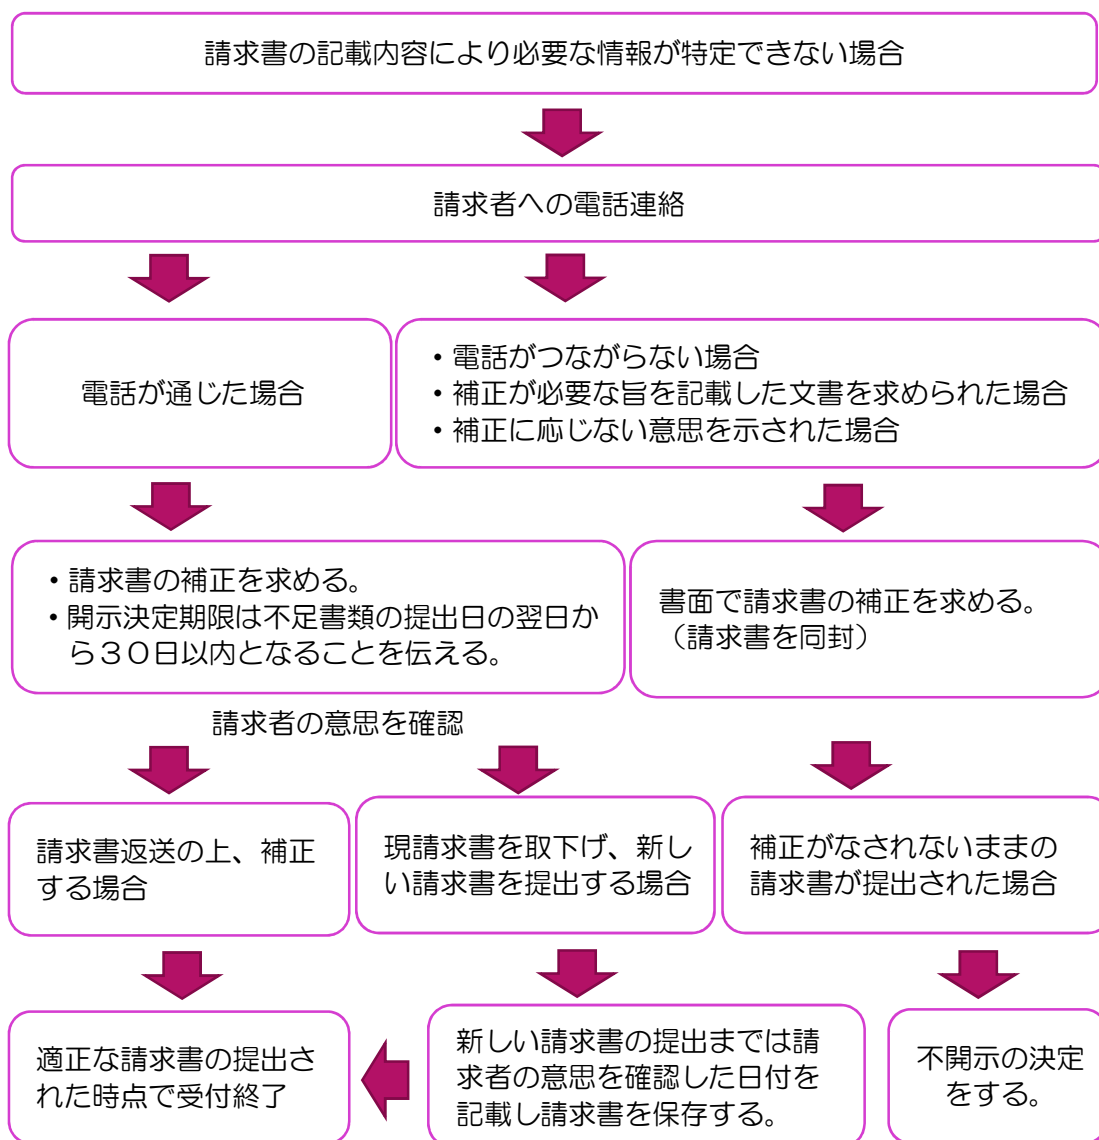 請求書の記載内容により必要な情報が特定できない場合
請求者への電話連絡
電話が通じた場合
・電話がつながらない場合
・補正が必要な旨を記載した文書を求められた場合
・補正に応じない意思を示された場合
・請求書の補正を求める。
・開示決定期限は不足書類の提出日の翌日か
ら３０日以内となることを伝える。
書面で請求書の補正を求める。
（請求書を同封）
請求者の意思を確認
請求書返送の上、補正
する場合
現請求書を取下げ、新し
い請求書を提出する場合
補正がなされないままの
請求書が提出された場合
適正な請求書の提出さ
れた時点で受付終了
新しい請求書の提出までは請
求者の意思を確認した日付を
記載し請求書を保存する。
不開示の決定
をする。